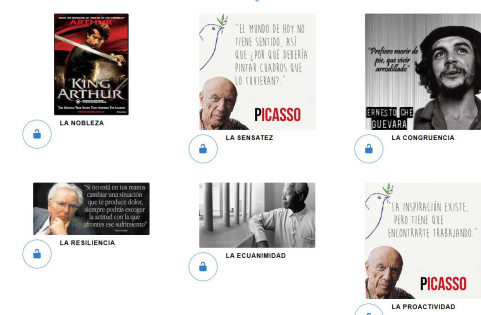 ARTHUR
KING
ARTHUR
LA NOBLEZA
"EL MUNDO DE HOY NO
TIENE SENTIDO, ASÍ
QUE ¿POR QUÉ DEBERÍA
PINTAR CUADROS QUE
LO TUVIERAN?."
PICASSO
LA SENSATEZ
"Prefiero morir de
pie, que vivir
arrodillado"
ERNESTO CHE
GUEVARA
LA CONGRUENCIA
"Si no está en tus manos
cambiar una situación
que te produce dolor,
siempre podrás escoger
la actitud con la que
afrontes ese sufrimiento"
LA RESILIENCIA
LA ECUANIMIDAD
"LA INSPIRACIÓN EXISTE,
PERO TIENE QUE
ENCONTRARTE TRABAJANDO."
PICASSO
LA PROACTIVIDAD